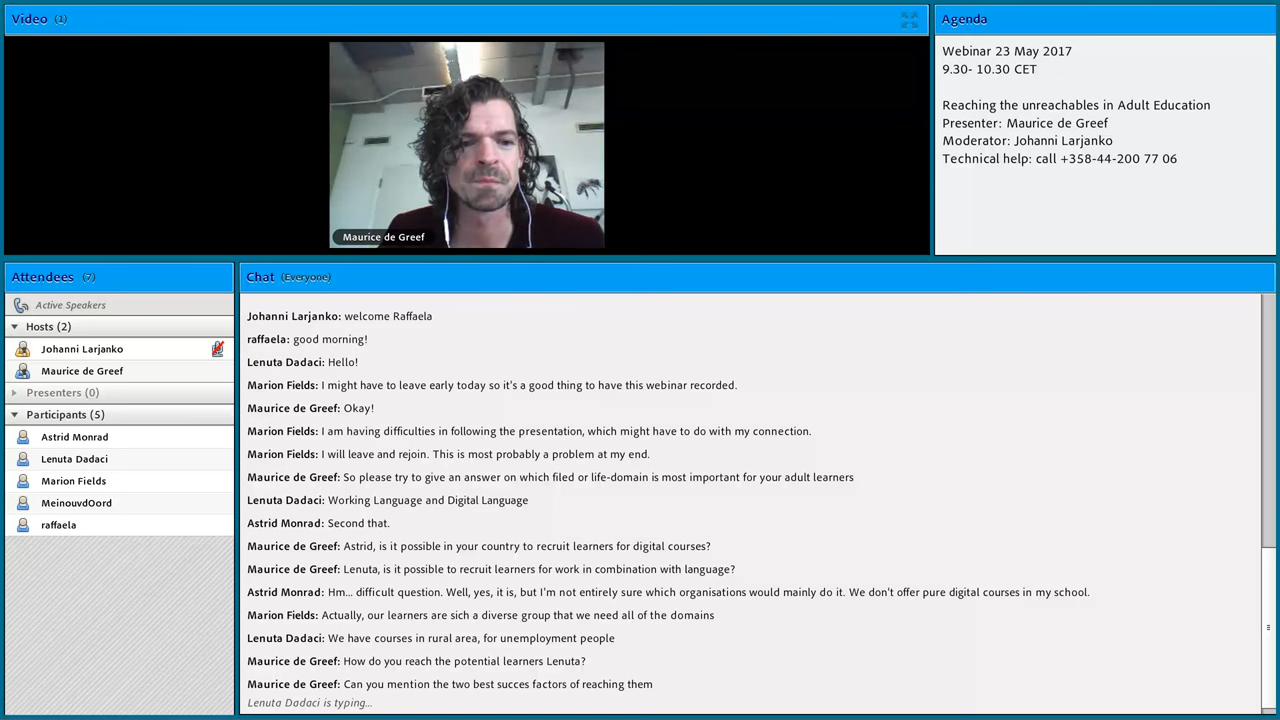 Video (1)
Maurice de Greef
Agenda
Webinar 23 May 2017
9.30- 10.30 CET
Reaching the unreachables in Adult Education
Presenter: Maurice de Greef
Moderator: Johanni Larjanko
Technical help: call +358-44-200 77 06
Attendees (7)
Active Speakers
Hosts (2)
Johanni Larjanko
Maurice de Greef
Presenters (0)
Participants (5)
Astrid Monrad
Lenuta Dadaci
Marion Fields
MeinouvdOord
raffaela
Chat (Everyone)
Johanni Larjanko: welcome Raffaela
raffaela: good morning!
Lenuta Dadaci: Hello!
Marion Fields: I might have to leave early today so it's a good thing to have this webinar recorded.
Maurice de Greef: Okay!
Marion Fields: I am having difficulties in following the presentation, which might have to do with my connection.
Marion Fields: I will leave and rejoin. This is most probably a problem at my end.
Maurice de Greef: So please try to give an answer on which filed or life-domain is most important for your adult learners
Lenuta Dadaci: Working Language and Digital Language
Astrid Monrad: Second that.
Maurice de Greef: Astrid, is it possible in your country to recruit learners for digital courses?
Maurice de Greef: Lenuta, is it possible to recruit learners for work in combination with language?
Astrid Monrad: Hm... difficult question. Well, yes, it is, but I'm not entirely sure which organisations would mainly do it. We don't offer pure digital courses in my school.
Marion Fields: Actually, our learners are sich a diverse group that we need all of the domains
Lenuta Dadaci: We have courses in rural area, for unemployment people
Maurice de Greef: How do you reach the potential learners Lenuta?
Maurice de Greef: Can you mention the two best succes factors of reaching them
Lenuta Dadaci is typing...